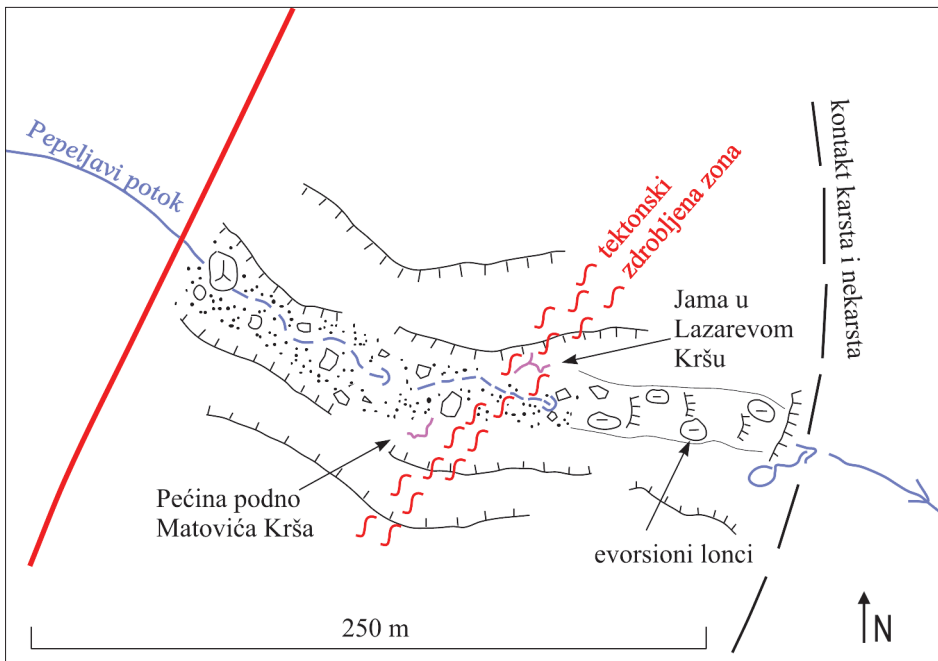 Pepeljavi potok
tektonski
zdrobljena zona
kontakt karsta i nekarsta
Jama u
Lazarevom
Kršu
Pećina podno
Matovića Krša
evorsioni lonci
250 m
N